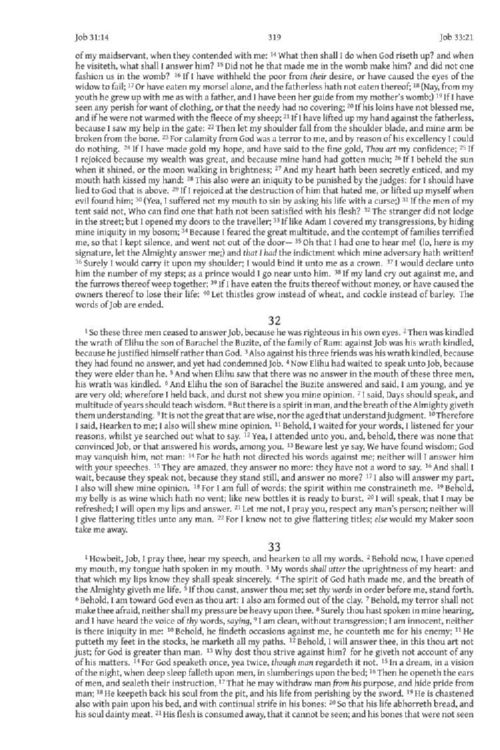 Job 31:14 319 Job 33:21
of my maidservant, when they contended with me: 14 What then shall I do when God riseth up? and when
he visiteth, what shall I answer him? 15 Did not he that made me in the womb make him? and did not one
fashion us in the womb? 16 If I have withheld the poor from their desire, or have caused the eyes of the
widow to fail; 17 Or have eaten my morsel alone, and the fatherless hath not eaten thereof; 18 (Nay, from my
youth he grew up with me as with a father, and I have been her guide from my mother's womb;) 19 If I have
seen any perish for want of clothing, or that the needy had no covering; 20 If his loins have not blessed me,
and if he were not warmed with the fleece of my sheep; 21 If I have lifted up my hand against the fatherless,
because I saw my help in the gate: 22 Then let my shoulder fall from the shoulder blade, and mine arm be
broken from the bone. 23 For calamity from God was a terror to me, and by reason of his excellency I could
do nothing. 24 If I have made gold my hope, and have said to the fine gold, Thou art my confidence; 25 If
I rejoiced because my wealth was great, and because mine hand had gotten much; 26 If I beheld the sun
when it shined, or the moon walking in brightness; 27 And my heart hath been secretly enticed, and my
mouth hath kissed my hand: 28 This also were an iniquity to be punished by the judges: for I should have
lied to God that is above. 29 If I rejoiced at the destruction of him that hated me, or lifted up myself when
evil found him; 30 (Yea, I suffered not my mouth to sin by asking his life with a curse;) 31 If the men of my
tent said not, Who can find one that hath not been satisfied with his flesh? 32 The stranger did not lodge
in the street; but I opened my doors to the traveller; 33 If like Adam I covered my transgressions, by hiding
mine iniquity in my bosom; 34 Because I feared the great multitude, and the contempt of families terrified
me, so that I kept silence, and went not out of the door— 35 Oh that I had one to hear me! (lo, here is my
signature, let the Almighty answer me;) and that I had the indictment which mine adversary hath written!
36 Surely I would carry it upon my shoulder; I would bind it unto me as a crown. 37 I would declare unto
him the number of my steps; as a prince would I go near unto him. 38 If my land cry out against me, and
the furrows thereof weep together; 39 If I have eaten the fruits thereof without money, or have caused the
owners thereof to lose their life: 40 Let thistles grow instead of wheat, and cockle instead of barley. The
words of Job are ended.
32
1 So these three men ceased to answer Job, because he was righteous in his own eyes. 2 Then was kindled
the wrath of Elihu the son of Barachel the Buzite, of the family of Ram: against Job was his wrath kindled,
because he justified himself rather than God. 3 Also against his three friends was his wrath kindled, because
they had found no answer, and yet had condemned Job. 4 Now Elihu had waited to speak unto Job, because
they were elder than he. 5 And when Elihu saw that there was no answer in the mouth of these three men,
his wrath was kindled. 6 And Elihu the son of Barachel the Buzite answered and said, I am young, and ye
are very old; wherefore I held back, and durst not shew you mine opinion. 7 I said, Days should speak, and
multitude of years should teach wisdom. 8 But there is a spirit in man, and the breath of the Almighty giveth
them understanding. 9 It is not the great that are wise, nor the aged that understand judgment. 10 Therefore
I said, Hearken to me; I also will shew mine opinion. 11 Behold, I waited for your words, I listened for your
reasons, whilst ye searched out what to say. 12 Yea, I attended unto you, and, behold, there was none that
convinced Job, or that answered his words, among you. 13 Beware lest ye say, We have found wisdom; God
may vanquish him, not man: 14 For he hath not directed his words against me; neither will I answer him
with your speeches. 15 They are amazed, they answer no more: they have not a word to say. 16 And shall I
wait, because they speak not, because they stand still, and answer no more? 17 I also will answer my part,
I also will shew mine opinion. 18 For I am full of words; the spirit within me constraineth me. 19 Behold,
my belly is as wine which hath no vent; like new bottles it is ready to burst. 20 I will speak, that I may be
refreshed; I will open my lips and answer. 21 Let me not, I pray you, respect any man's person; neither will
I give flattering titles unto any man. 22 For I know not to give flattering titles; else would my Maker soon
take me away.
33
1 Howbeit, Job, I pray thee, hear my speech, and hearken to all my words. 2 Behold now, I have opened
my mouth, my tongue hath spoken in my mouth. 3 My words shall utter the uprightness of my heart: and
that which my lips know they shall speak sincerely. 4 The spirit of God hath made me, and the breath of
the Almighty giveth me life. 5 If thou canst, answer thou me; set thy words in order before me, stand forth.
6 Behold, I am toward God even as thou art: I also am formed out of the clay. 7 Behold, my terror shall not
make thee afraid, neither shall my pressure be heavy upon thee. 8 Surely thou hast spoken in mine hearing,
and I have heard the voice of thy words, saying, 9 I am clean, without transgression; I am innocent, neither
is there iniquity in me: 10 Behold, he findeth occasions against me, he counteth me for his enemy; 11 He
putteth my feet in the stocks, he marketh all my paths. 12 Behold, I will answer thee, in this thou art not
just; for God is greater than man. 13 Why dost thou strive against him? for he giveth not account of any
of his matters. 14 For God speaketh once, yea twice, though man regardeth it not. 15 In a dream, in a vision
of the night, when deep sleep falleth upon men, in slumberings upon the bed; 16 Then he openeth the ears
of men, and sealeth their instruction, 17 That he may withdraw man from his purpose, and hide pride from
man; 18 He keepeth back his soul from the pit, and his life from perishing by the sword. 19 He is chastened
also with pain upon his bed, and with continual strife in his bones: 20 So that his life abhorreth bread, and
his soul dainty meat. 21 His flesh is consumed away, that it cannot be seen; and his bones that were not seen